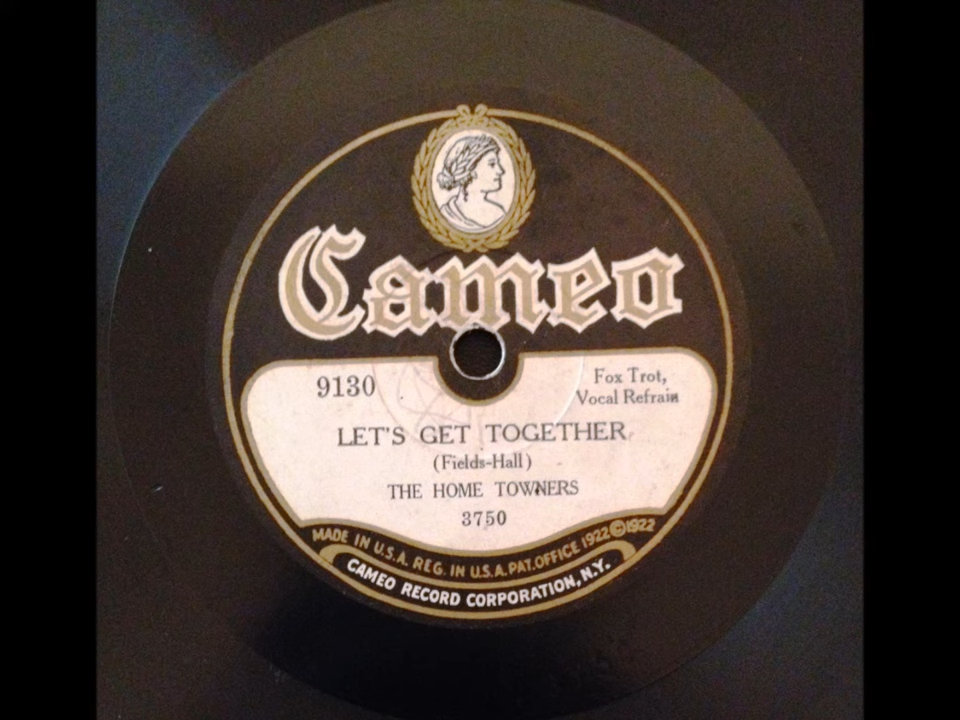 Cameo
9130
Fox Trot,
Vocal Refrain
LET'S GET TOGETHER
(Fields-Hall)
THE HOME TOWNERS
3750
MADE IN U.S.A. REG. IN U.S.A. PAT. OFFICE 1922 © 1922
CAMEO RECORD CORPORATION, N.Y.